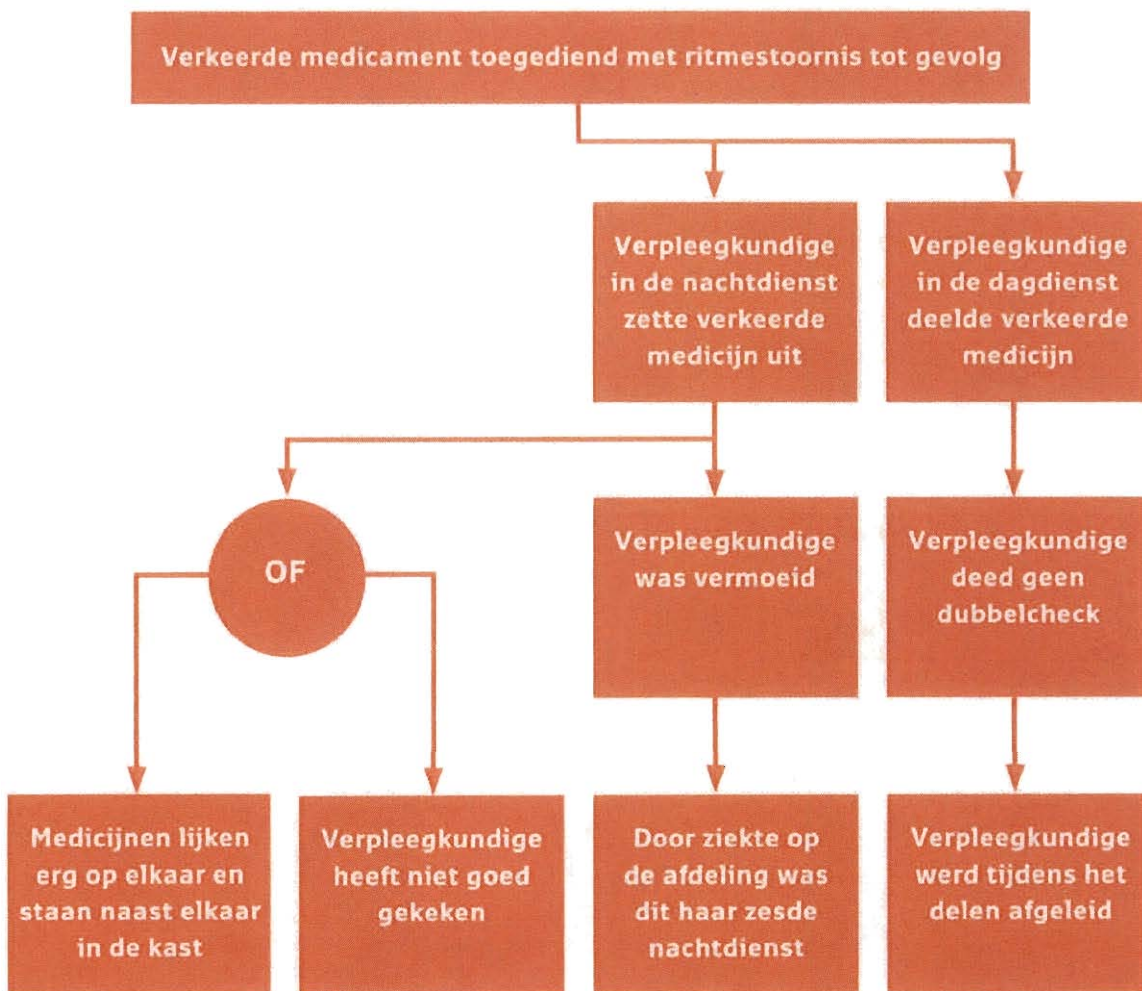 Verkeerde medicament toegediend met ritmestoornis tot gevolg
Verpleegkundige
in de nachtdienst
zette verkeerde
medicijn uit
Verpleegkundige
in de dagdienst
deelde verkeerde
medicijn
OF
Verpleegkundige
was vermoeid
Verpleegkundige
deed geen
dubbelcheck
Medicijnen lijken
erg op elkaar en
staan naast elkaar
in de kast
Verpleegkundige
heeft niet goed
gekeken
Door ziekte op
de afdeling was
dit haar zesde
nachtdienst
Verpleegkundige
werd tijdens het
delen afgeleid